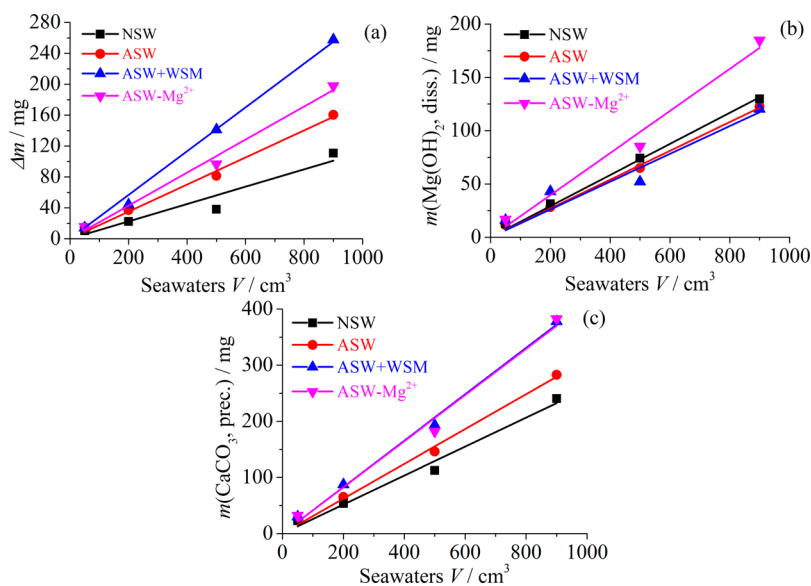 (a)
NSW
ASW
ASW+WSM
ASW-Mg²⁺
Δm / mg
280
240
200
160
120
80
40
0
0 200 400 600 800 1000
Seawaters V / cm³
(b)
NSW
ASW
ASW+WSM
ASW-Mg²⁺
m(Mg(OH)₂, diss.) / mg
200
150
100
50
0
0 200 400 600 800 1000
Seawaters V / cm³
(c)
NSW
ASW
ASW+WSM
ASW-Mg²⁺
m(CaCO₃, prec.) / mg
400
300
200
100
0
0 200 400 600 800 1000
Seawaters V / cm³